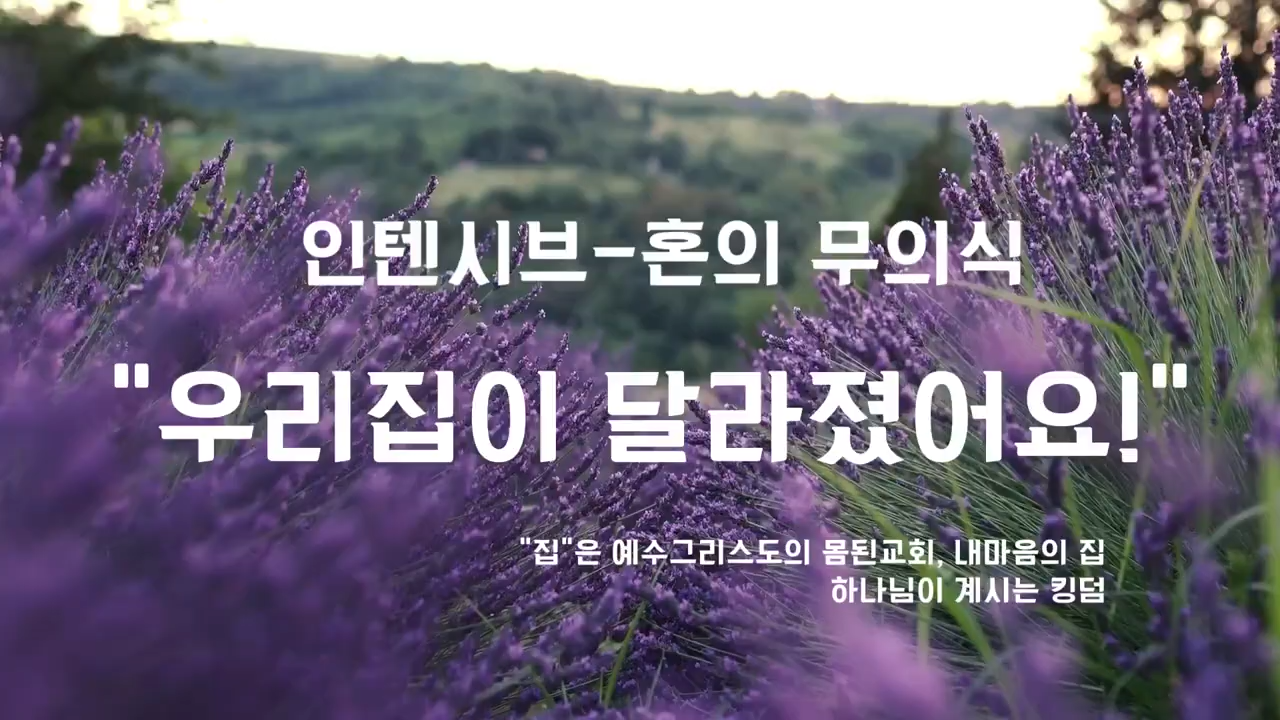 인텐시브-혼의 무의식
"우리집이 달라졌어요!"
"집"은 예수그리스도의 몸된교회, 내마음의 집
하나님이 계시는 킹덤